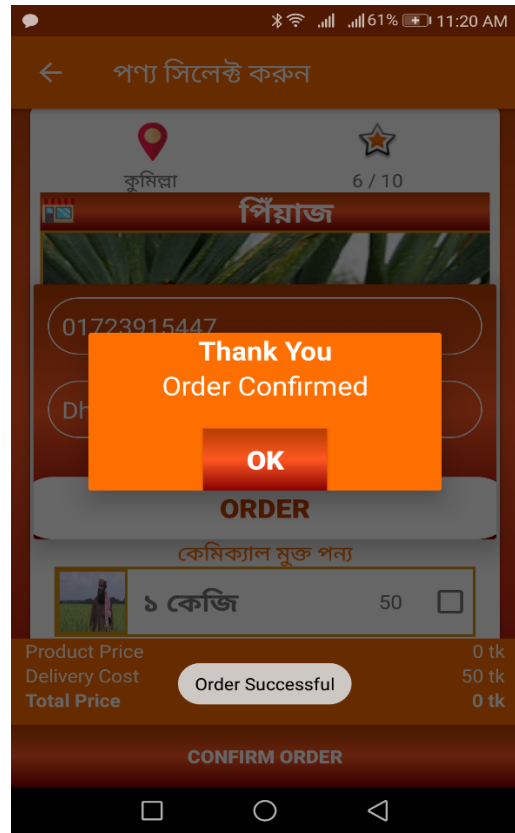 61% 11:20 AM
পণ্য সিলেক্ট করুন
কুমিল্লা
6 / 10
পিঁয়াজ
01723915447
Dh
Thank You
Order Confirmed
OK
ORDER
কেমিক্যাল মুক্ত পন্য
১ কেজি 50
Product Price 0 tk
Delivery Cost 50 tk
Total Price 0 tk
Order Successful
CONFIRM ORDER